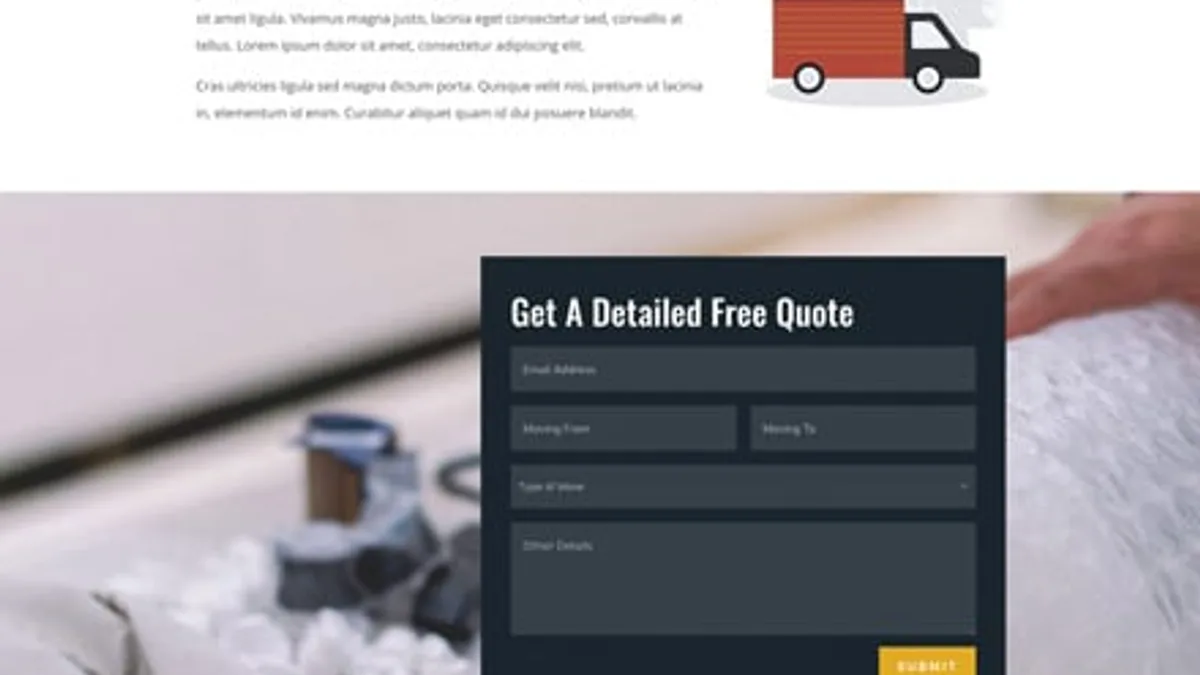 sit amet ligula. Vivamus magna justo, lacinia eget consectetur sed, convallis at
tellus. Lorem ipsum dolor sit amet, consectetur adipiscing elit.
Cras ultricies ligula sed magna dictum porta. Quisque velit nisi, pretium ut lacinia
in, elementum id enim. Curabitur aliquet quam id dui posuere blandit.
Get A Detailed Free Quote
Email Address
Moving From
Moving To
Type of Move
Other Details
SUBMIT